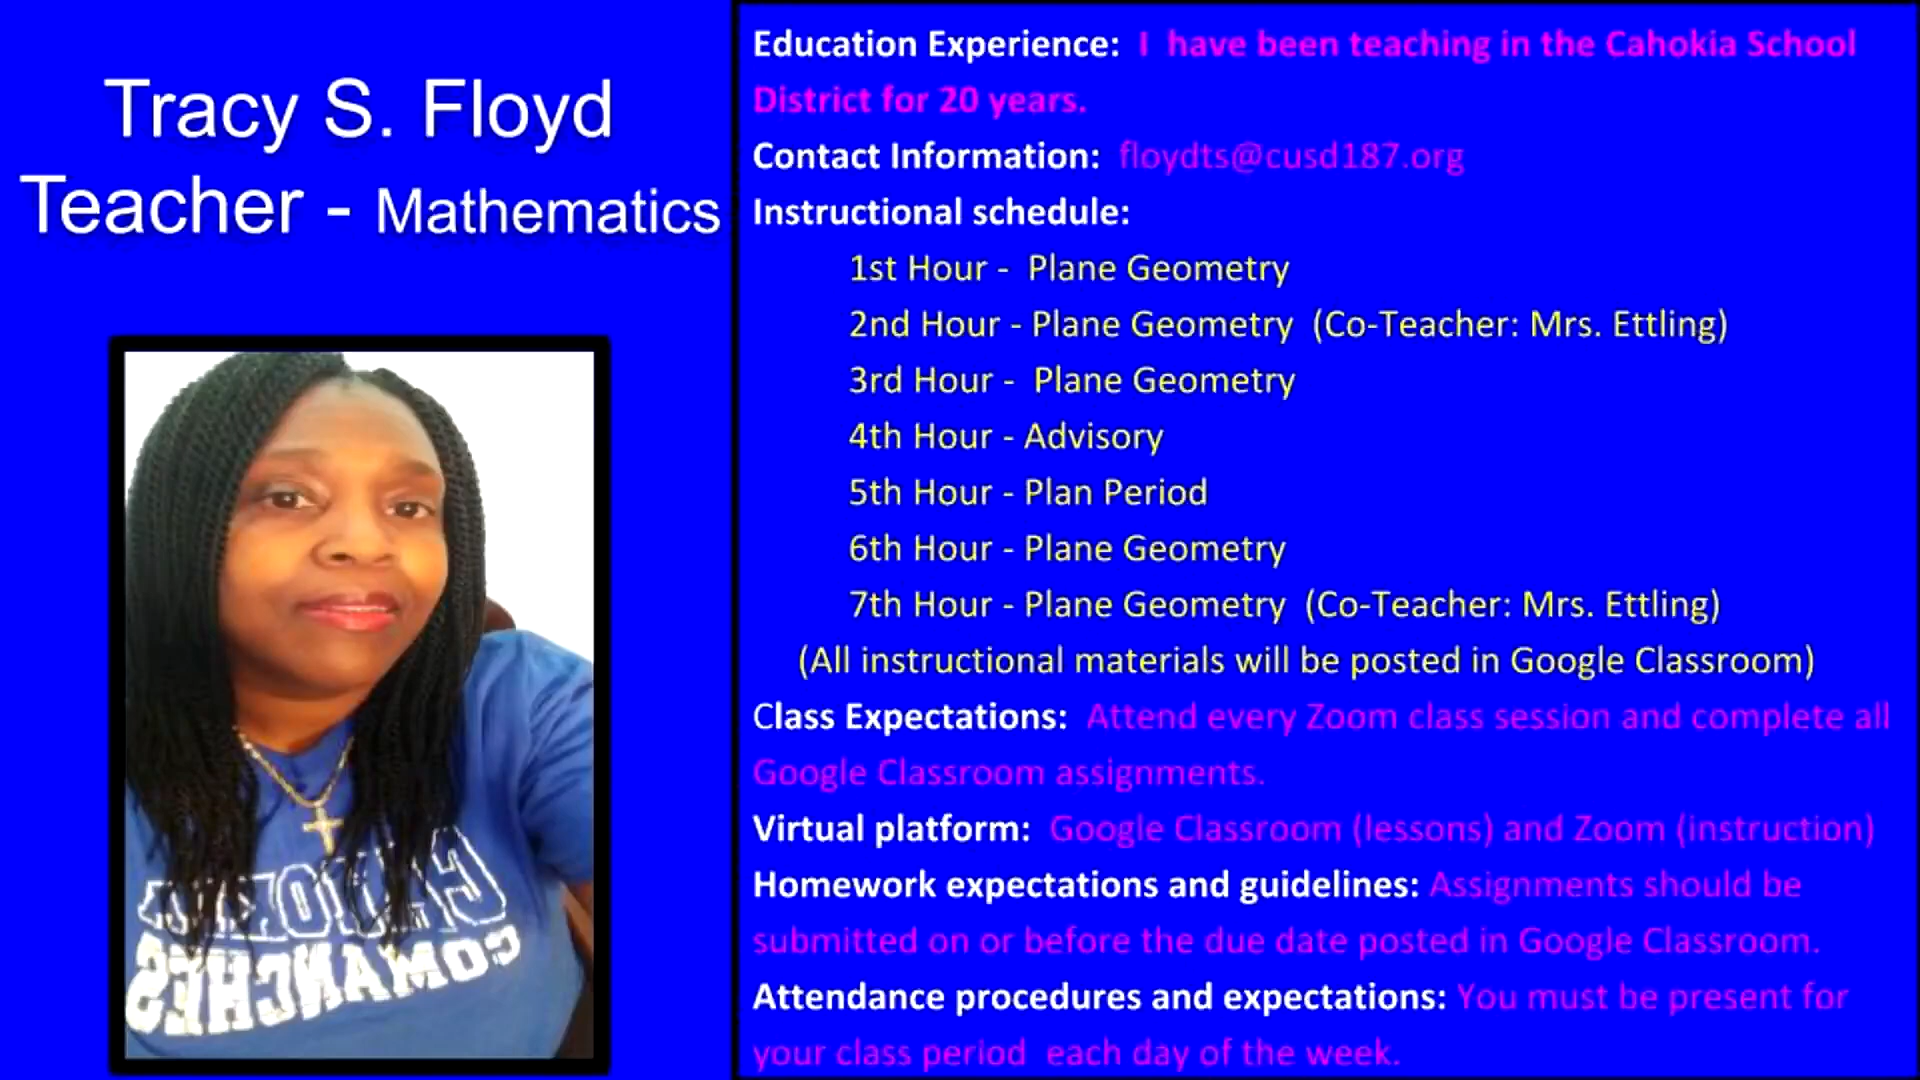 Tracy S. Floyd
Teacher - Mathematics
CAHOKIA
COMANCHES
Education Experience: I have been teaching in the Cahokia School
District for 20 years.
Contact Information: floydts@cusd187.org
Instructional schedule:
1st Hour - Plane Geometry
2nd Hour - Plane Geometry (Co-Teacher: Mrs. Ettling)
3rd Hour - Plane Geometry
4th Hour - Advisory
5th Hour - Plan Period
6th Hour - Plane Geometry
7th Hour - Plane Geometry (Co-Teacher: Mrs. Ettling)
(All instructional materials will be posted in Google Classroom)
Class Expectations: Attend every Zoom class session and complete all
Google Classroom assignments.
Virtual platform: Google Classroom (lessons) and Zoom (instruction)
Homework expectations and guidelines: Assignments should be
submitted on or before the due date posted in Google Classroom.
Attendance procedures and expectations: You must be present for
your class period each day of the week.